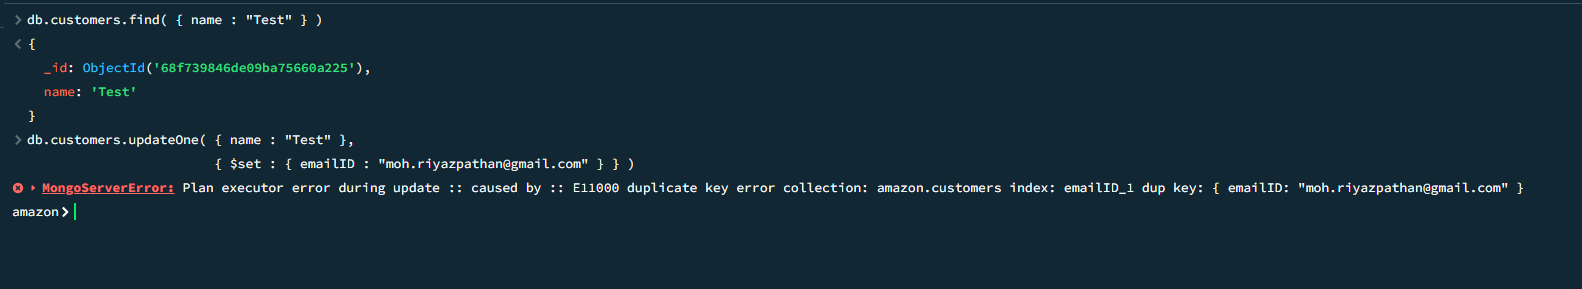 > db.customers.find( { name : "Test" } )
< {
_id: ObjectId('68f739846de09ba75660a225'),
name: 'Test'
}
> db.customers.updateOne( { name : "Test" },
{ $set : { emailID : "moh.riyazpathan@gmail.com" } } )
MongoServerError: Plan executor error during update :: caused by :: E11000 duplicate key error collection: amazon.customers index: emailID_1 dup key: { emailID: "moh.riyazpathan@gmail.com" }
amazon>